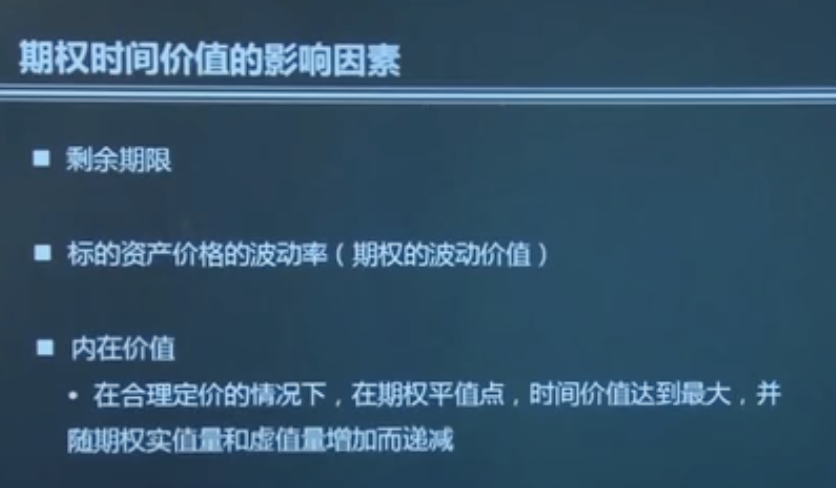 期权时间价值的影响因素
■ 剩余期限
■ 标的资产价格的波动率（期权的波动价值）
■ 内在价值
• 在合理定价的情况下，在期权平值点，时间价值达到最大，并
随期权实值量和虚值量增加而递减